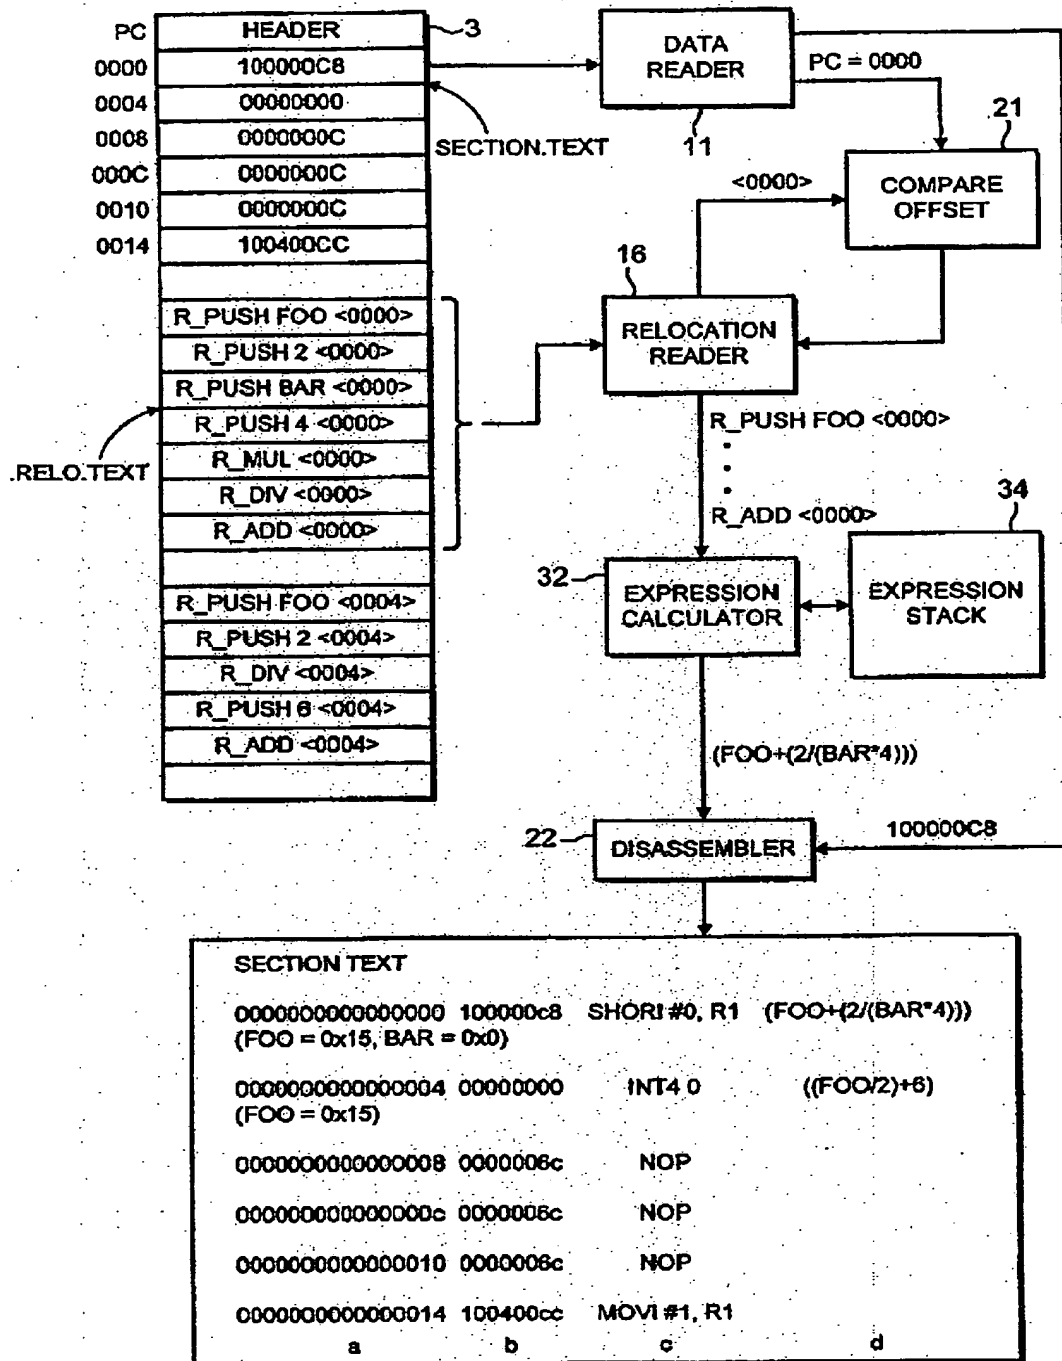 PC HEADER 3
0000 100000C8
0004 00000000
0008 0000000C
000C 0000000C
0010 0000000C
0014 100400CC
SECTION.TEXT
R_PUSH FOO <0000>
R_PUSH 2 <0000>
R_PUSH BAR <0000>
R_PUSH 4 <0000>
R_MUL <0000>
R_DIV <0000>
R_ADD <0000>
.RELO.TEXT
R_PUSH FOO <0004>
R_PUSH 2 <0004>
R_DIV <0004>
R_PUSH 6 <0004>
R_ADD <0004>
DATA
READER
11
PC = 0000
21
COMPARE
OFFSET
<0000>
16
RELOCATION
READER
R_PUSH FOO <0000>
R_ADD <0000>
32
EXPRESSION
CALCULATOR
34
EXPRESSION
STACK
(FOO+(2/(BAR*4)))
22
DISASSEMBLER
100000C8
SECTION TEXT
0000000000000000 100000c8 SHORI #0, R1 (FOO+(2/(BAR*4)))
(FOO = 0x15, BAR = 0x0)
0000000000000004 00000000 INT4 0 ((FOO/2)+6)
(FOO = 0x15)
0000000000000008 0000006c NOP
000000000000000c 0000006c NOP
0000000000000010 0000006c NOP
0000000000000014 100400cc MOVI #1, R1
a b c d